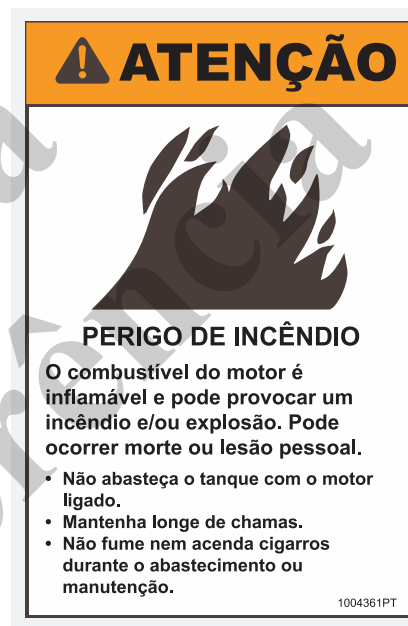 ATENÇÃO
PERIGO DE INCÊNDIO
O combustível do motor é
inflamável e pode provocar um
incêndio e/ou explosão. Pode
ocorrer morte ou lesão pessoal.
• Não abasteça o tanque com o motor
ligado.
• Mantenha longe de chamas.
• Não fume nem acenda cigarros
durante o abastecimento ou
manutenção.
1004361PT